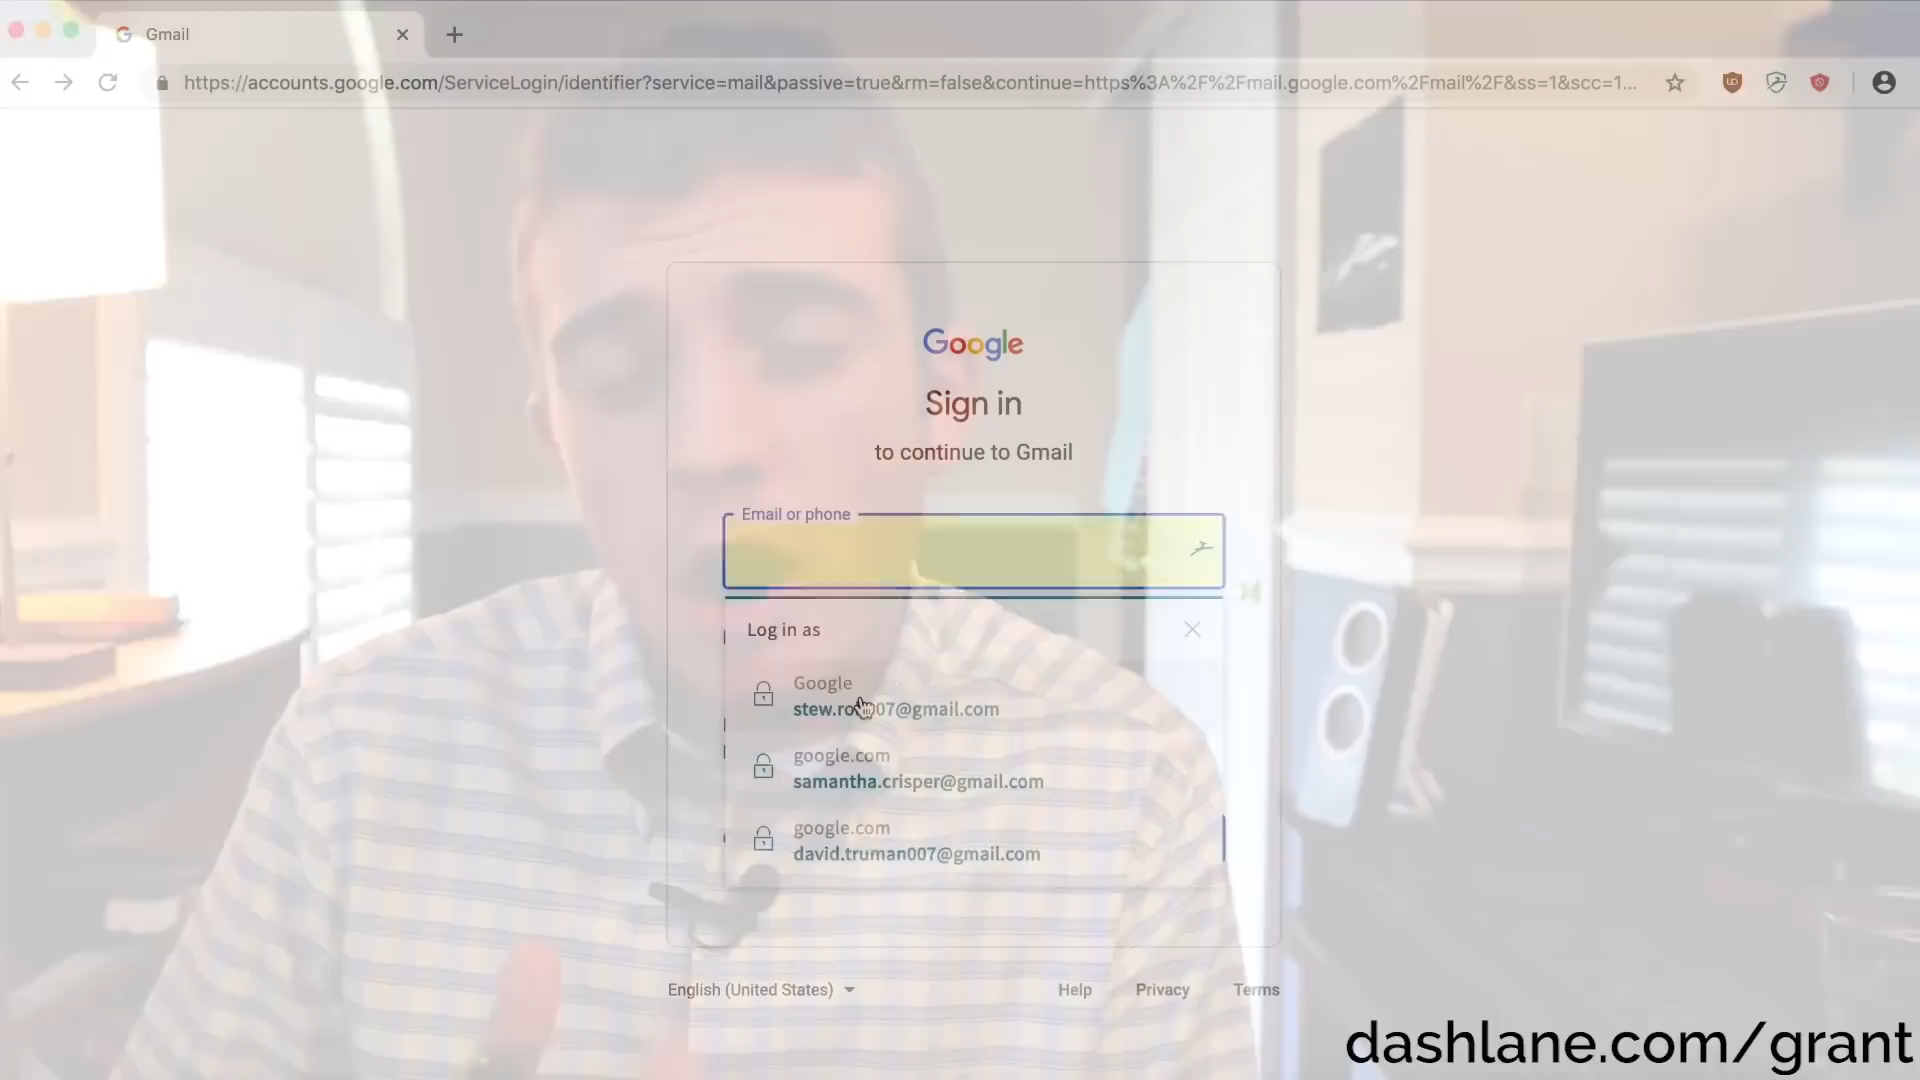 Gmail
https://accounts.google.com/ServiceLogin/identifier?service=mail&passive=true&rm=false&continue=https%3A%2F%2Fmail.google.com%2Fmail%2F&ss=1&scc=1...
Google
Sign in
to continue to Gmail
Email or phone
Log in as
Google
007@gmail.com
google.com
samantha.crisper@gmail.com
google.com
david.truman007@gmail.com
English (United States)
Help Privacy Terms
dashlane.com/grant